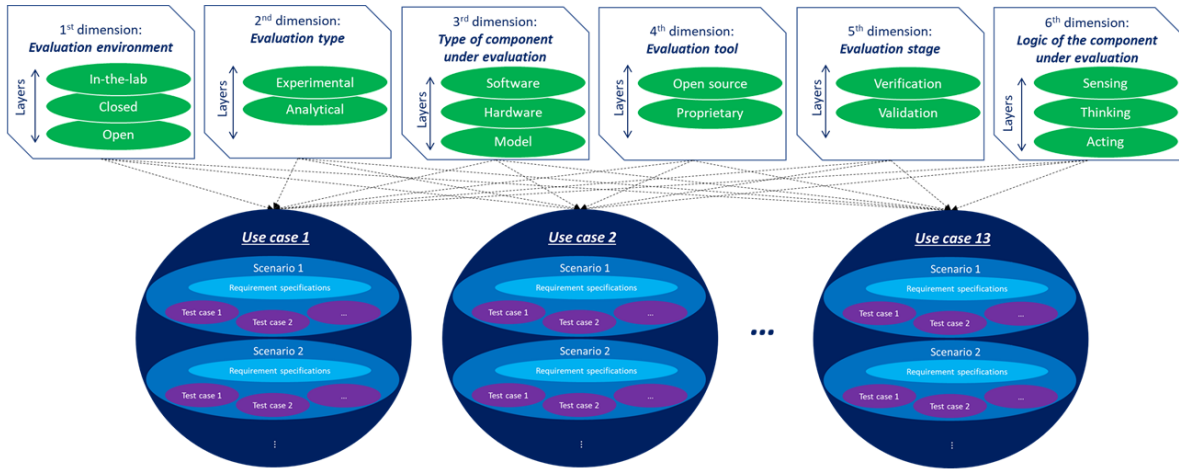 1st dimension:
Evaluation environment
Layers
In-the-lab
Closed
Open
2nd dimension:
Evaluation type
Layers
Experimental
Analytical
3rd dimension:
Type of component
under evaluation
Layers
Software
Hardware
Model
4th dimension:
Evaluation tool
Layers
Open source
Proprietary
5th dimension:
Evaluation stage
Layers
Verification
Validation
6th dimension:
Logic of the component
under evaluation
Layers
Sensing
Thinking
Acting
Use case 1
Scenario 1
Requirement specifications
Test case 1
Test case 2
...
Scenario 2
Requirement specifications
Test case 1
Test case 2
...
⋮
Use case 2
Scenario 1
Requirement specifications
Test case 1
Test case 2
...
Scenario 2
Requirement specifications
Test case 1
Test case 2
...
⋮
...
Use case 13
Scenario 1
Requirement specifications
Test case 1
Test case 2
...
Scenario 2
Requirement specifications
Test case 1
Test case 2
...
⋮